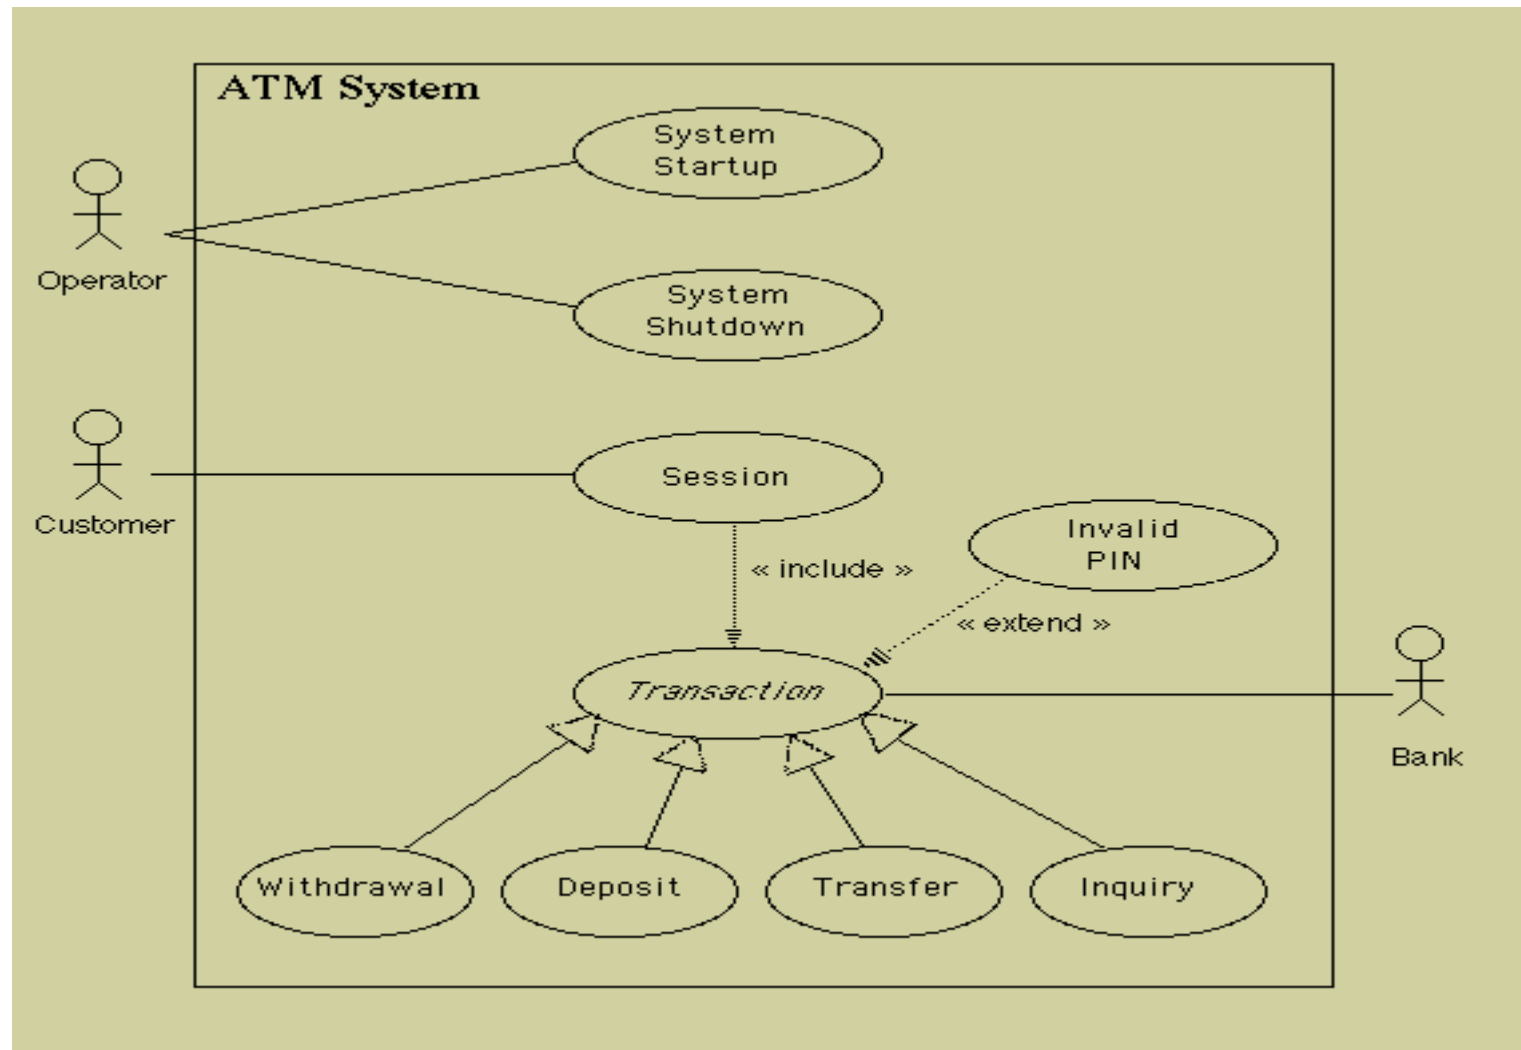 ATM System
System
Startup
Operator
System
Shutdown
Customer
Session
Invalid
PIN
« include »
« extend »
Transaction
Bank
Withdrawal
Deposit
Transfer
Inquiry